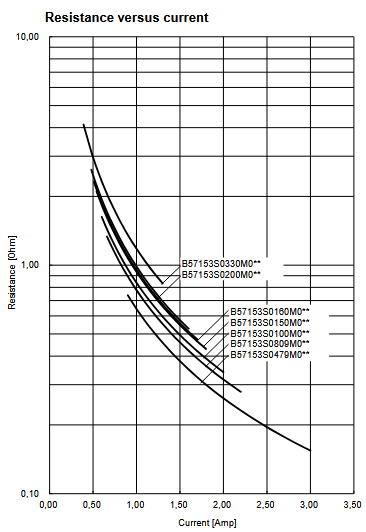 Resistance versus current
10,00
1,00
0,10
Resistance [Ohm]
B57153S0330M0**
B57153S0200M0**
B57153S0160M0**
B57153S0150M0**
B57153S0100M0**
B57153S0809M0**
B57153S0479M0**
0,00 0,50 1,00 1,50 2,00 2,50 3,00 3,50
Current [Amp]